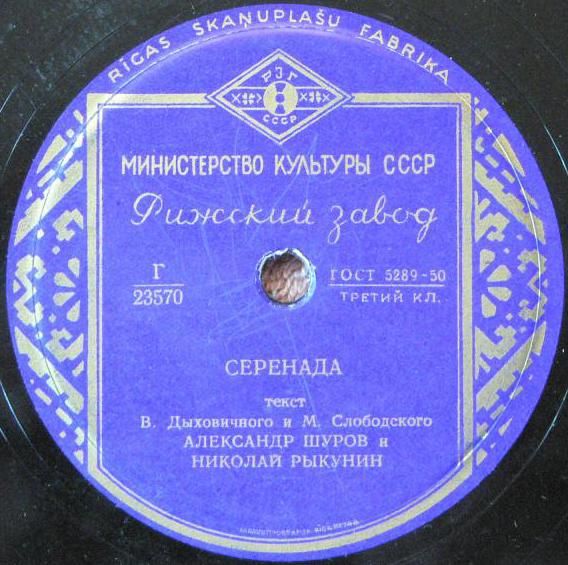 RĪGAS SKAŅUPLAŠU FABRIKA
РЗГ
СССР
МИНИСТЕРСТВО КУЛЬТУРЫ СССР
Рижский завод
Г
23570
ГОСТ 5289-50
ТРЕТИЙ КЛ.
СЕРЕНАДА
текст
В. Дыховичного и М. Слободского
АЛЕКСАНДР ШУРОВ и
НИКОЛАЙ РЫКУНИН